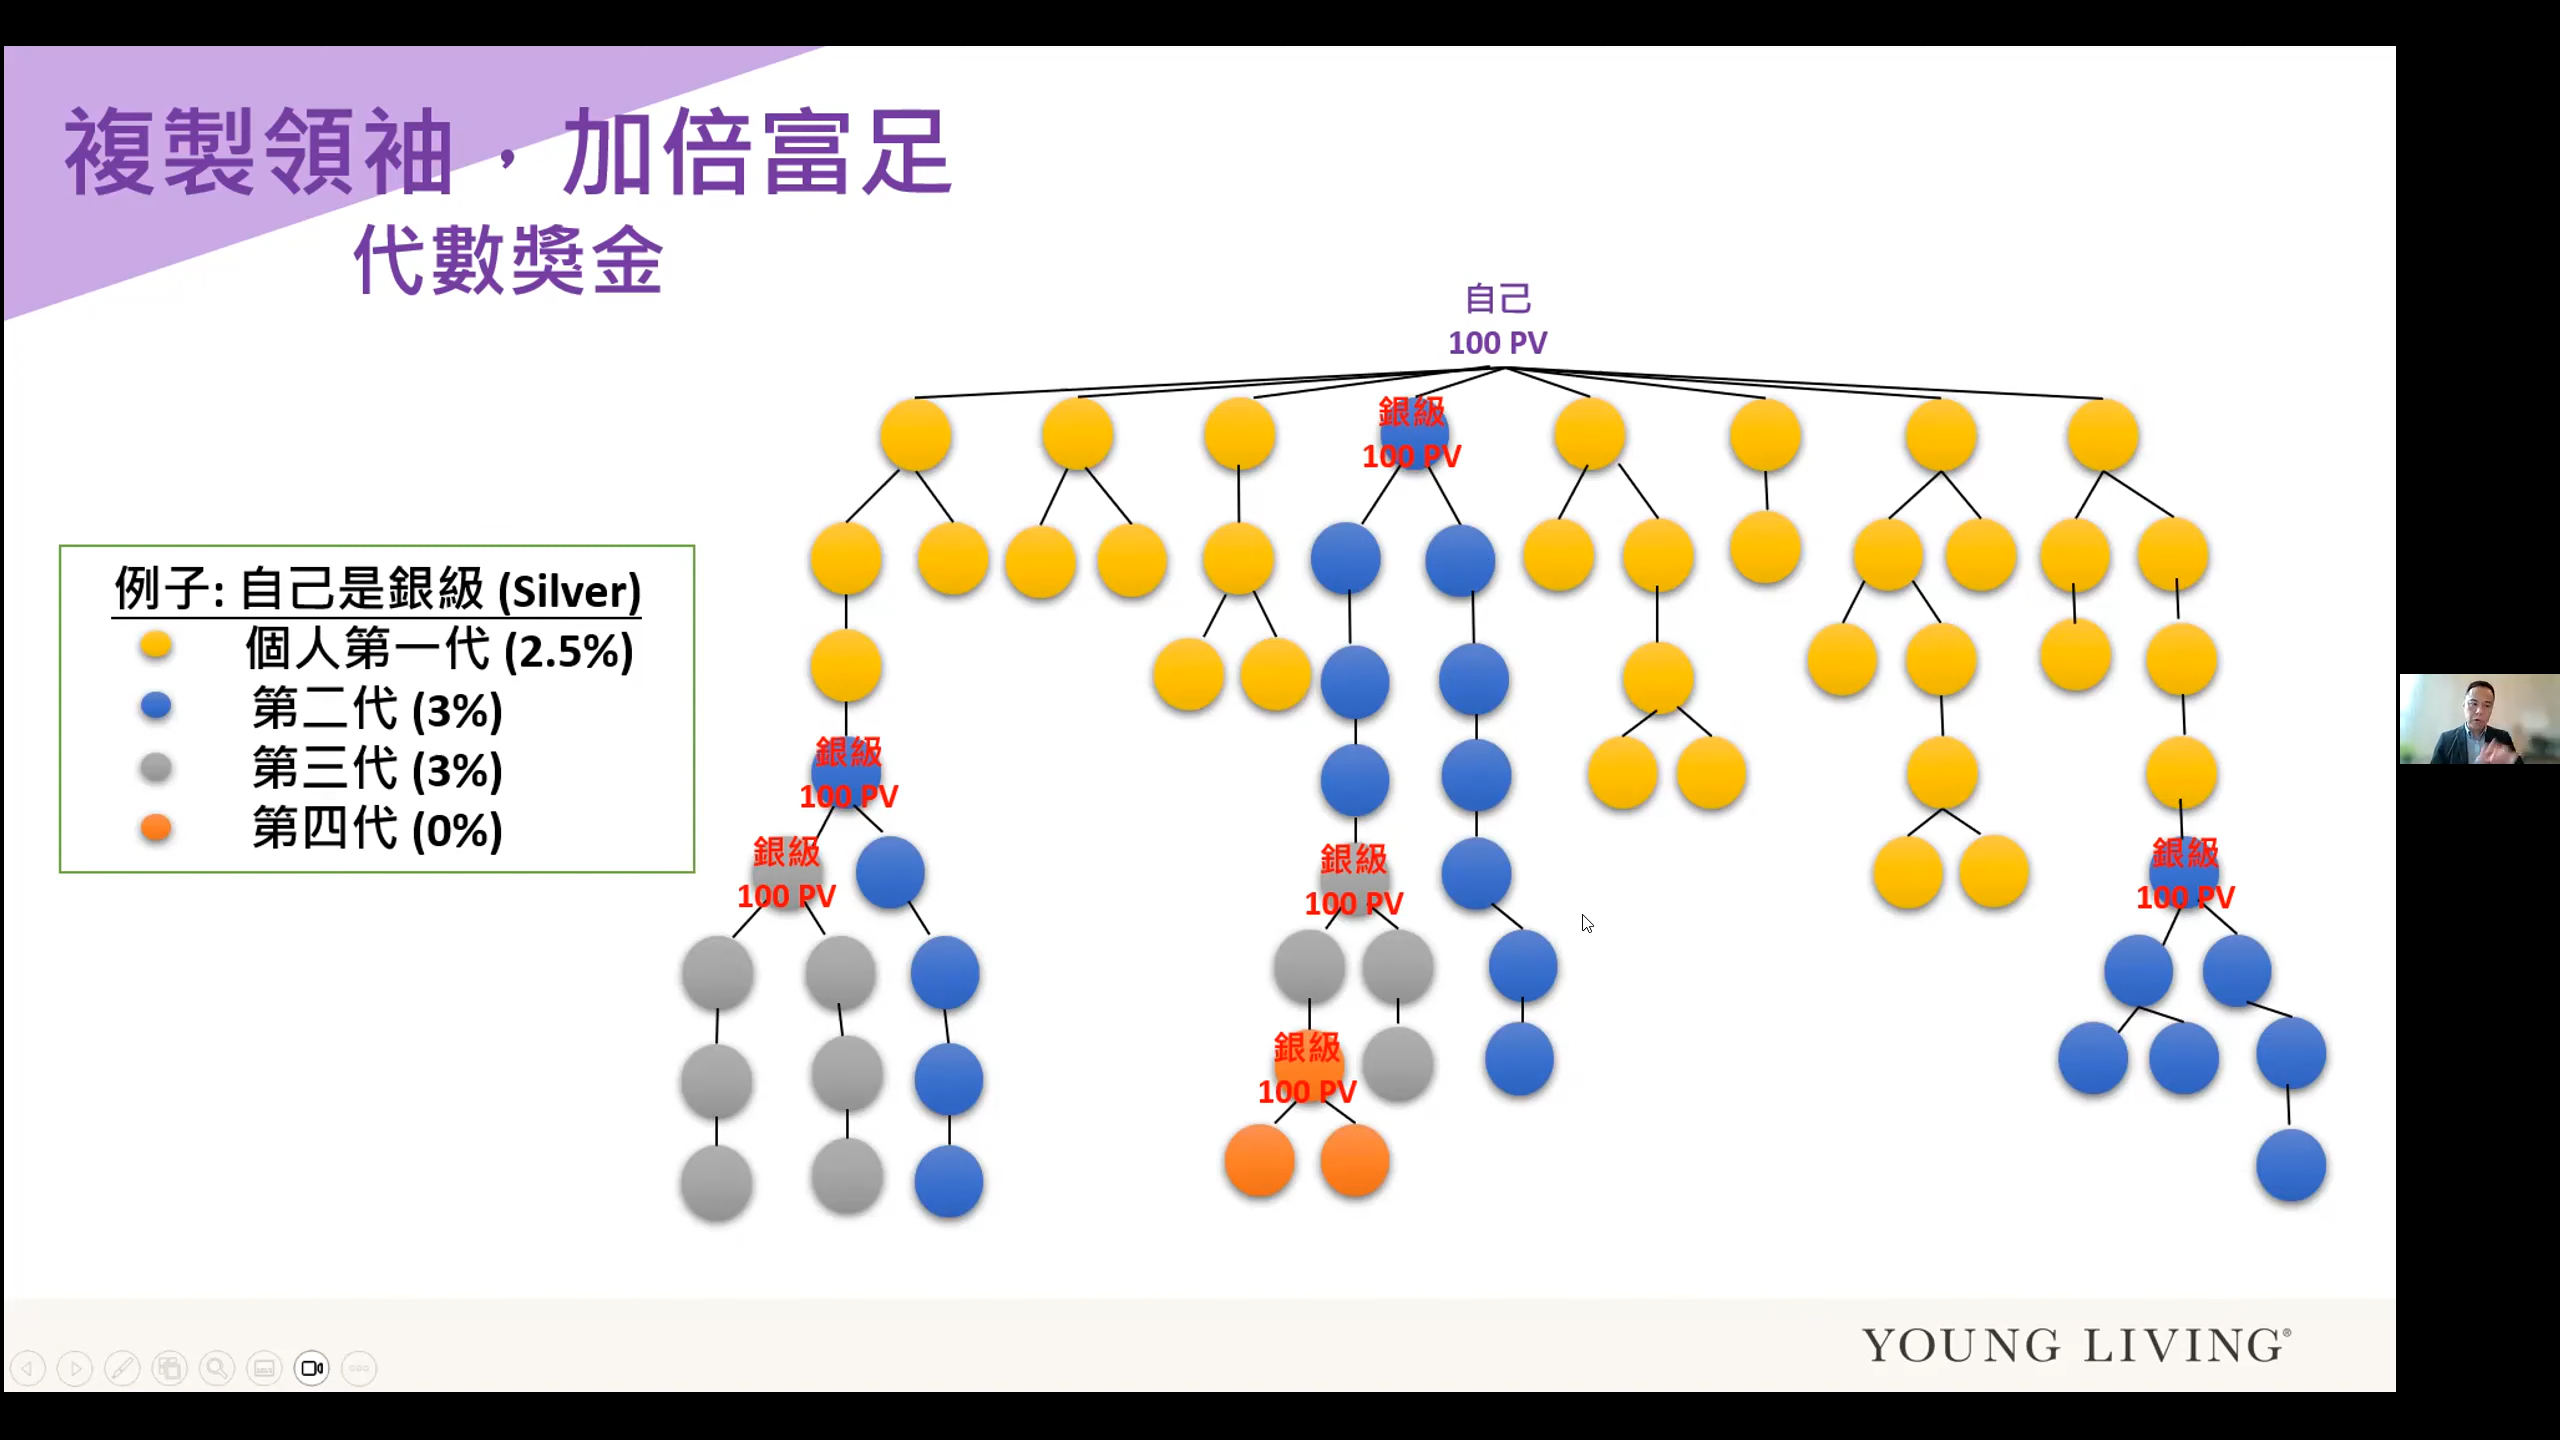 複製領袖，加倍富足
代數獎金
自己
100 PV
銀級
100 PV
例子: 自己是銀級 (Silver)
個人第一代 (2.5%)
第二代 (3%)
第三代 (3%)
第四代 (0%)
銀級
100 PV
銀級
100 PV
銀級
100 PV
銀級
100 PV
銀級
100 PV
YOUNG LIVING®